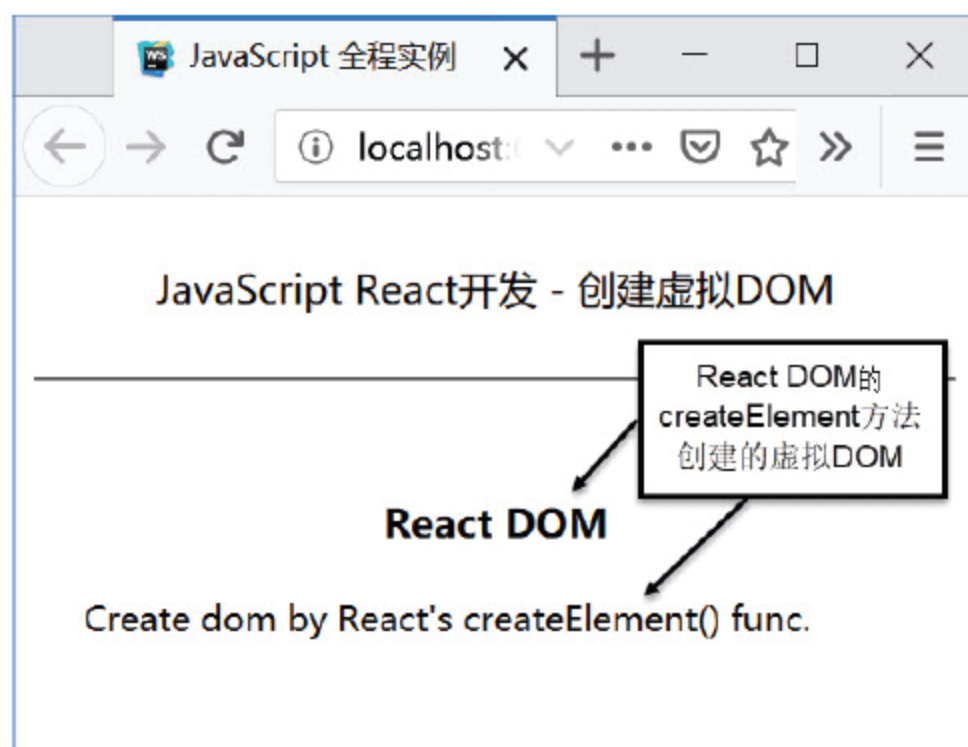 JavaScript 全程实例
localhost:
JavaScript React开发 - 创建虚拟DOM
React DOM的
createElement方法
创建的虚拟DOM
React DOM
Create dom by React's createElement() func.